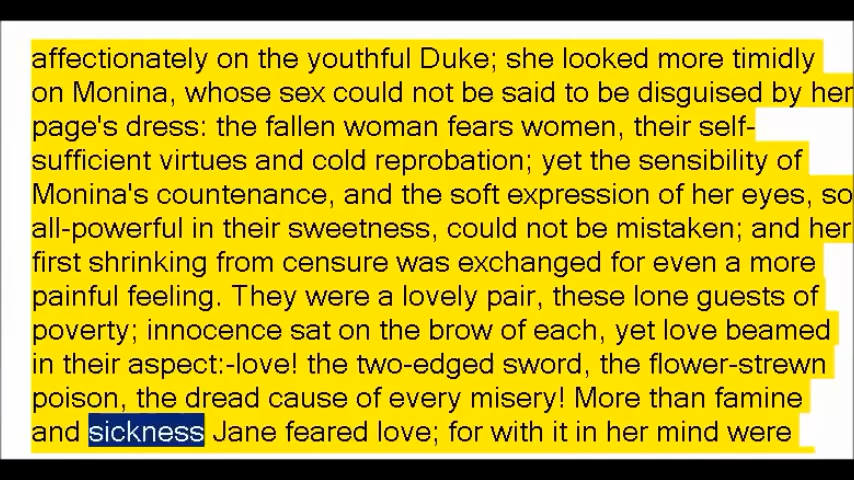 affectionately on the youthful Duke; she looked more timidly
on Monina, whose sex could not be said to be disguised by her
page's dress: the fallen woman fears women, their self-
sufficient virtues and cold reprobation; yet the sensibility of
Monina's countenance, and the soft expression of her eyes, so
all-powerful in their sweetness, could not be mistaken; and her
first shrinking from censure was exchanged for even a more
painful feeling. They were a lovely pair, these lone guests of
poverty; innocence sat on the brow of each, yet love beamed
in their aspect:-love! the two-edged sword, the flower-strewn
poison, the dread cause of every misery! More than famine
and sickness Jane feared love; for with it in her mind were